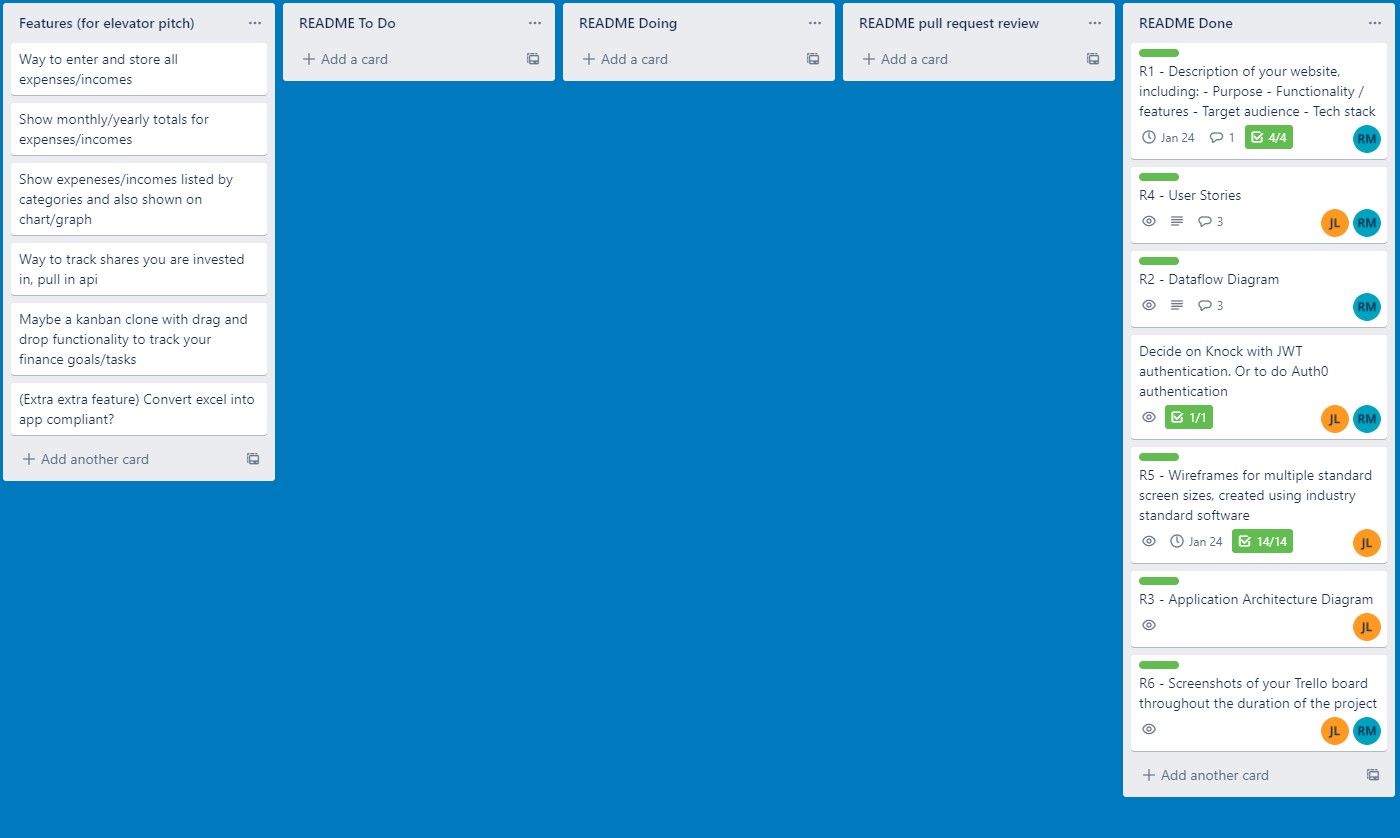 Features (for elevator pitch)
Way to enter and store all
expenses/incomes
Show monthly/yearly totals for
expenses/incomes
Show expeneses/incomes listed by
categories and also shown on
chart/graph
Way to track shares you are invested
in, pull in api
Maybe a kanban clone with drag and
drop functionality to track your
finance goals/tasks
(Extra extra feature) Convert excel into
app compliant?
Add another card
README To Do
Add a card
README Doing
Add a card
README pull request review
Add a card
README Done
R1 - Description of your website,
including: - Purpose - Functionality /
features - Target audience - Tech stack
Jan 24 1 4/4 RM
R4 - User Stories
3 JL RM
R2 - Dataflow Diagram
3 RM
Decide on Knock with JWT
authentication. Or to do Auth0
authentication
1/1 JL RM
R5 - Wireframes for multiple standard
screen sizes, created using industry
standard software
Jan 24 14/14 JL
R3 - Application Architecture Diagram
JL
R6 - Screenshots of your Trello board
throughout the duration of the project
JL RM
Add another card